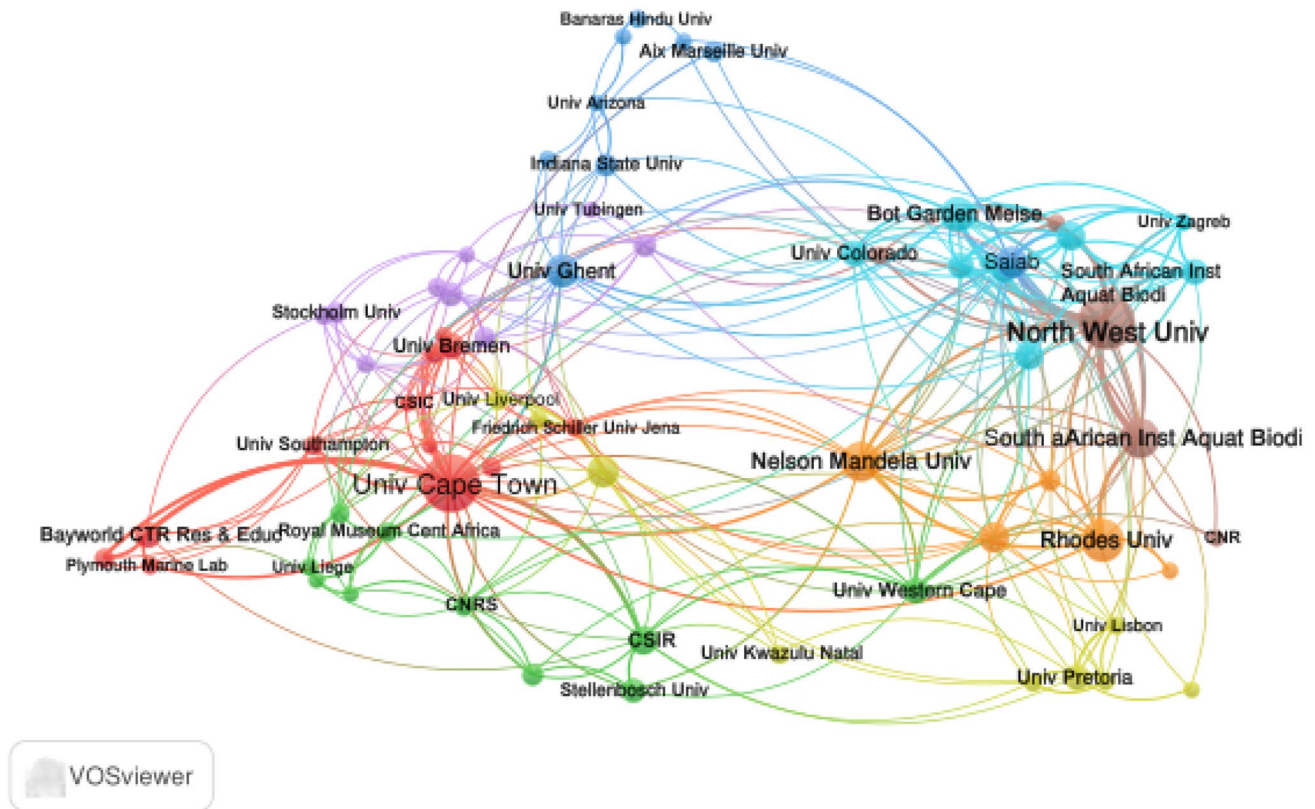 Banaras Hindu Univ
Aix Marseille Univ
Univ Arizona
Indiana State Univ
Univ Tubingen
Bot Garden Meise
Univ Zagreb
Univ Colorado
Saiab
Univ Ghent
South African Inst
Aquat Biodi
Stockholm Univ
North West Univ
Univ Bremen
CSIC
Univ Liverpool
Friedrich Schiller Univ Jena
Univ Southampton
South aArican Inst Aquat Biodi
Nelson Mandela Univ
Univ Cape Town
Bayworld CTR Res & Educ
Royal Museum Cent Africa
Rhodes Univ
CNR
Plymouth Marine Lab
Univ Liege
Univ Western Cape
CNRS
Univ Lisbon
CSIR
Univ Kwazulu Natal
Univ Pretoria
Stellenbosch Univ
VOSviewer